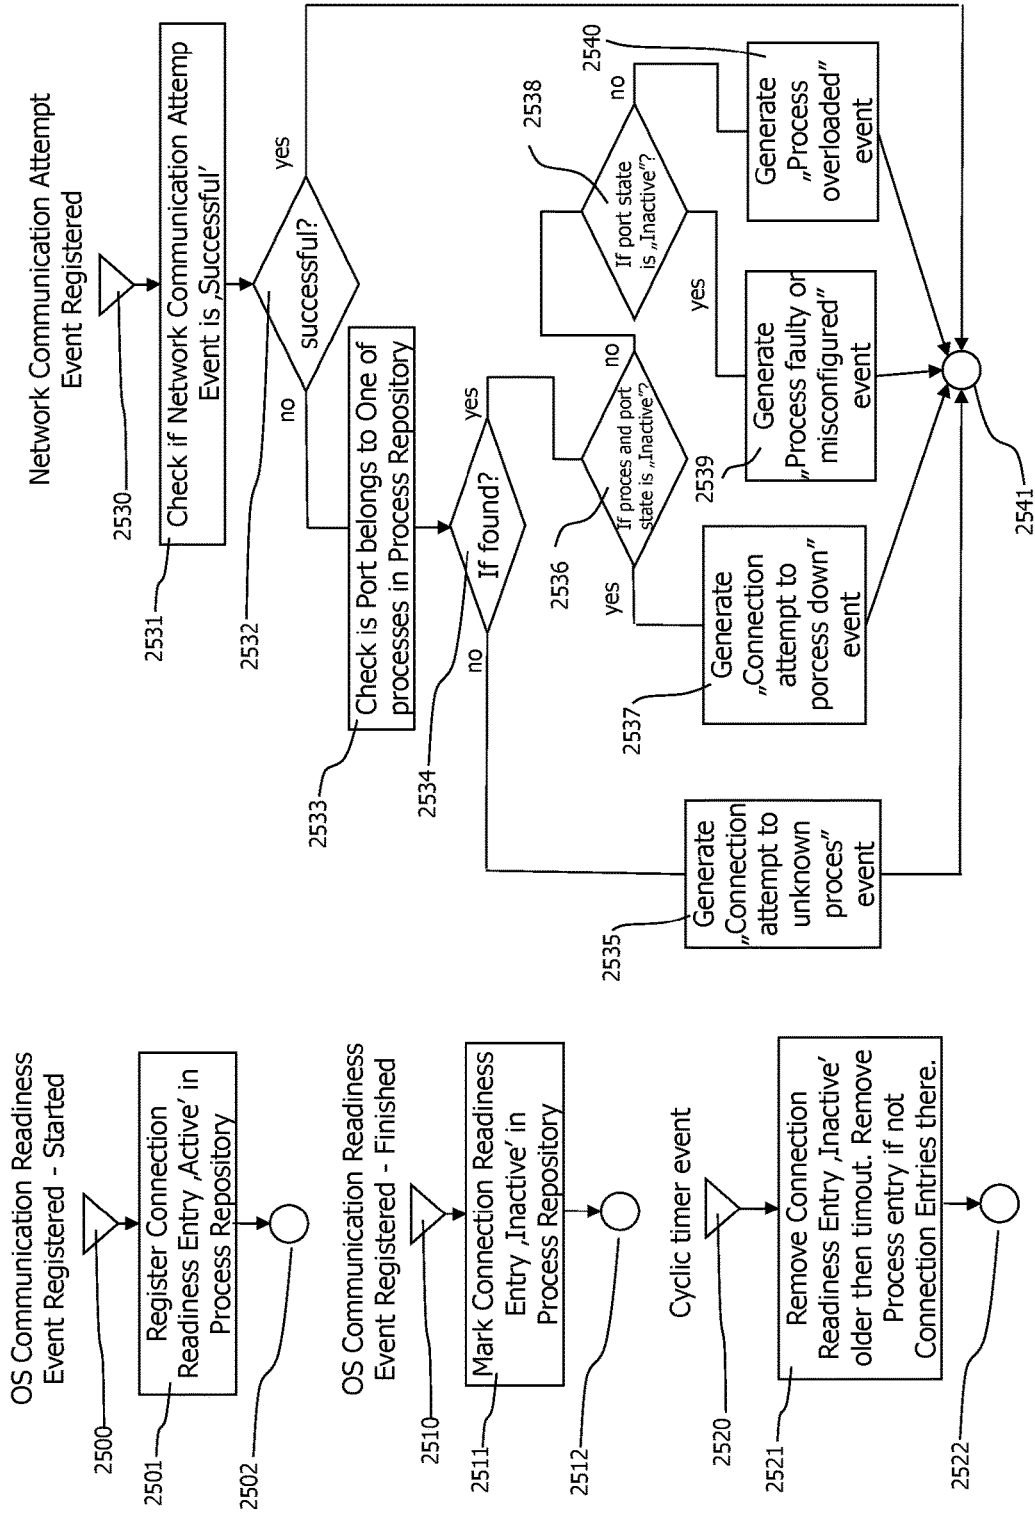 OS Communication Readiness
Event Registered - Started
2500
2501
Register Connection
Readiness Entry ‚Active’ in
Process Repository
2502
OS Communication Readiness
Event Registered - Finished
2510
2511
Mark Connection Readiness
Entry ‚Inactive’ in
Process Repository
2512
Cyclic timer event
2520
2521
Remove Connection
Readiness Entry ‚Inactive’
older then timout. Remove
Process entry if not
Connection Entries there.
2522
Network Communication Attempt
Event Registered
2530
2531
Check if Network Communication Attemp
Event is ‚Successful’
2532
successful?
no
yes
2533
Check is Port belongs to One of
processes in Process Repository
2534
If found?
no
yes
2535
Generate
„Connection
attempt to
unknown
proces”
event
2536
If proces and port
state is „Inactive”?
yes
no
2537
Generate
„Connection
attempt to
porcess down”
event
2538
If port state
is „Inactive”?
yes
no
2539
Generate
„Process faulty or
misconfigured”
event
2540
Generate
„Process
overloaded”
event
2541